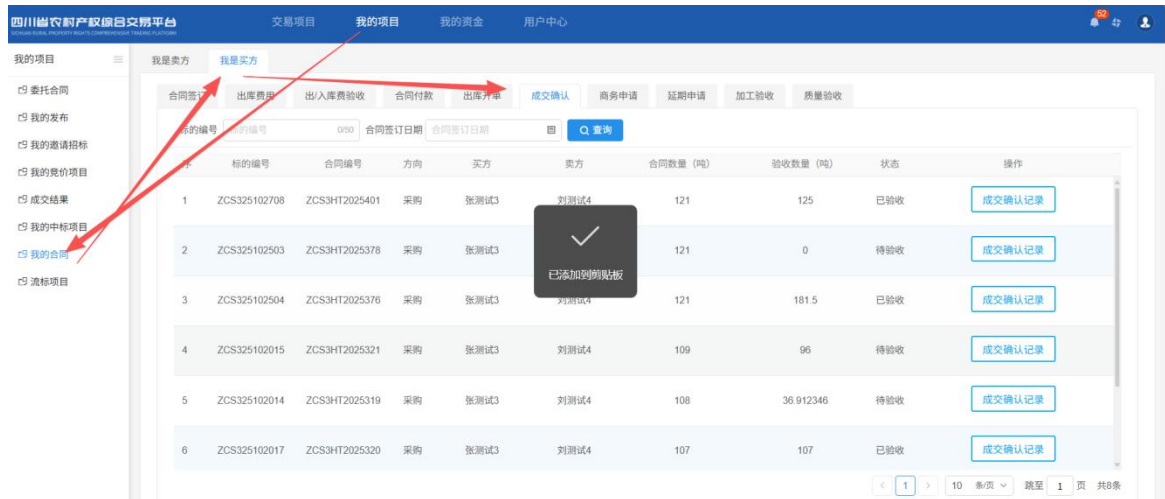 四川省农村产权综合交易平台 交易项目 我的项目 我的资金 用户中心 52
SICHUAN RURAL PROPERTY RIGHTS COMPREHENSIVE TRADING PLATFORM
我的项目 我是卖方 我是买方
委托合同
我的发布
我的邀请招标
我的竞价项目
成交结果
我的中标项目
我的合同
流标项目
合同签订 出库费用 出/入库费验收 合同付款 出库开单 成交确认 商务申请 延期申请 加工验收 质量验收
标的编号 标的编号 0/50 合同签订日期 合同签订日期 查询
序 标的编号 合同编号 方向 买方 卖方 合同数量（吨） 验收数量（吨） 状态 操作
1 ZCS325102708 ZCS3HT2025401 采购 张测试3 刘测试4 121 125 已验收 成交确认记录
2 ZCS325102503 ZCS3HT2025378 采购 张测试3 121 0 待验收 成交确认记录
已添加到剪贴板
3 ZCS325102504 ZCS3HT2025376 采购 张测试3 刘测试4 121 181.5 已验收 成交确认记录
4 ZCS325102015 ZCS3HT2025321 采购 张测试3 刘测试4 109 96 待验收 成交确认记录
5 ZCS325102014 ZCS3HT2025319 采购 张测试3 刘测试4 108 36.912346 待验收 成交确认记录
6 ZCS325102017 ZCS3HT2025320 采购 张测试3 刘测试4 107 107 已验收 成交确认记录
1 10 条/页 跳至 1 页 共8条